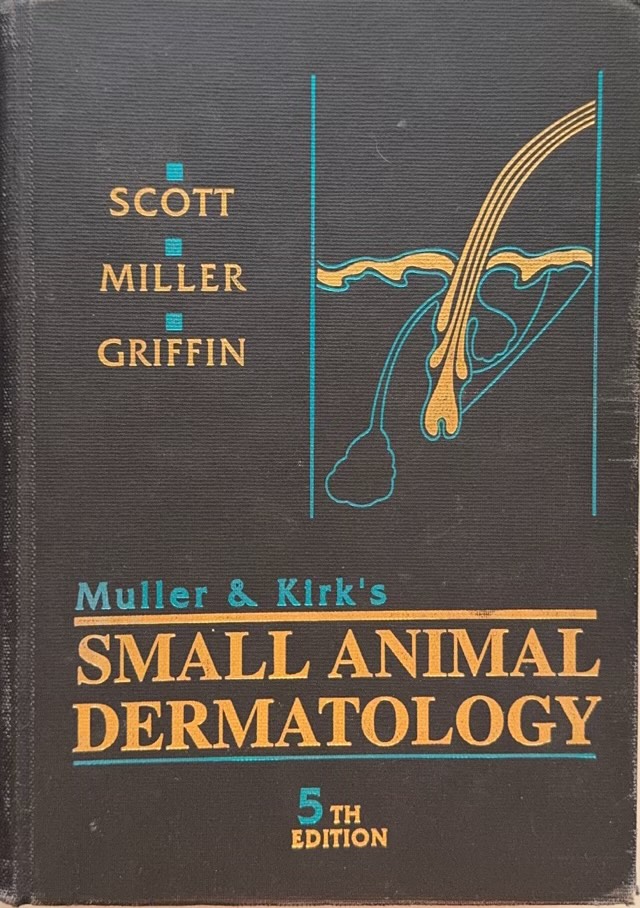 SCOTT
MILLER
GRIFFIN
Muller & Kirk's
SMALL ANIMAL
DERMATOLOGY
5TH
EDITION